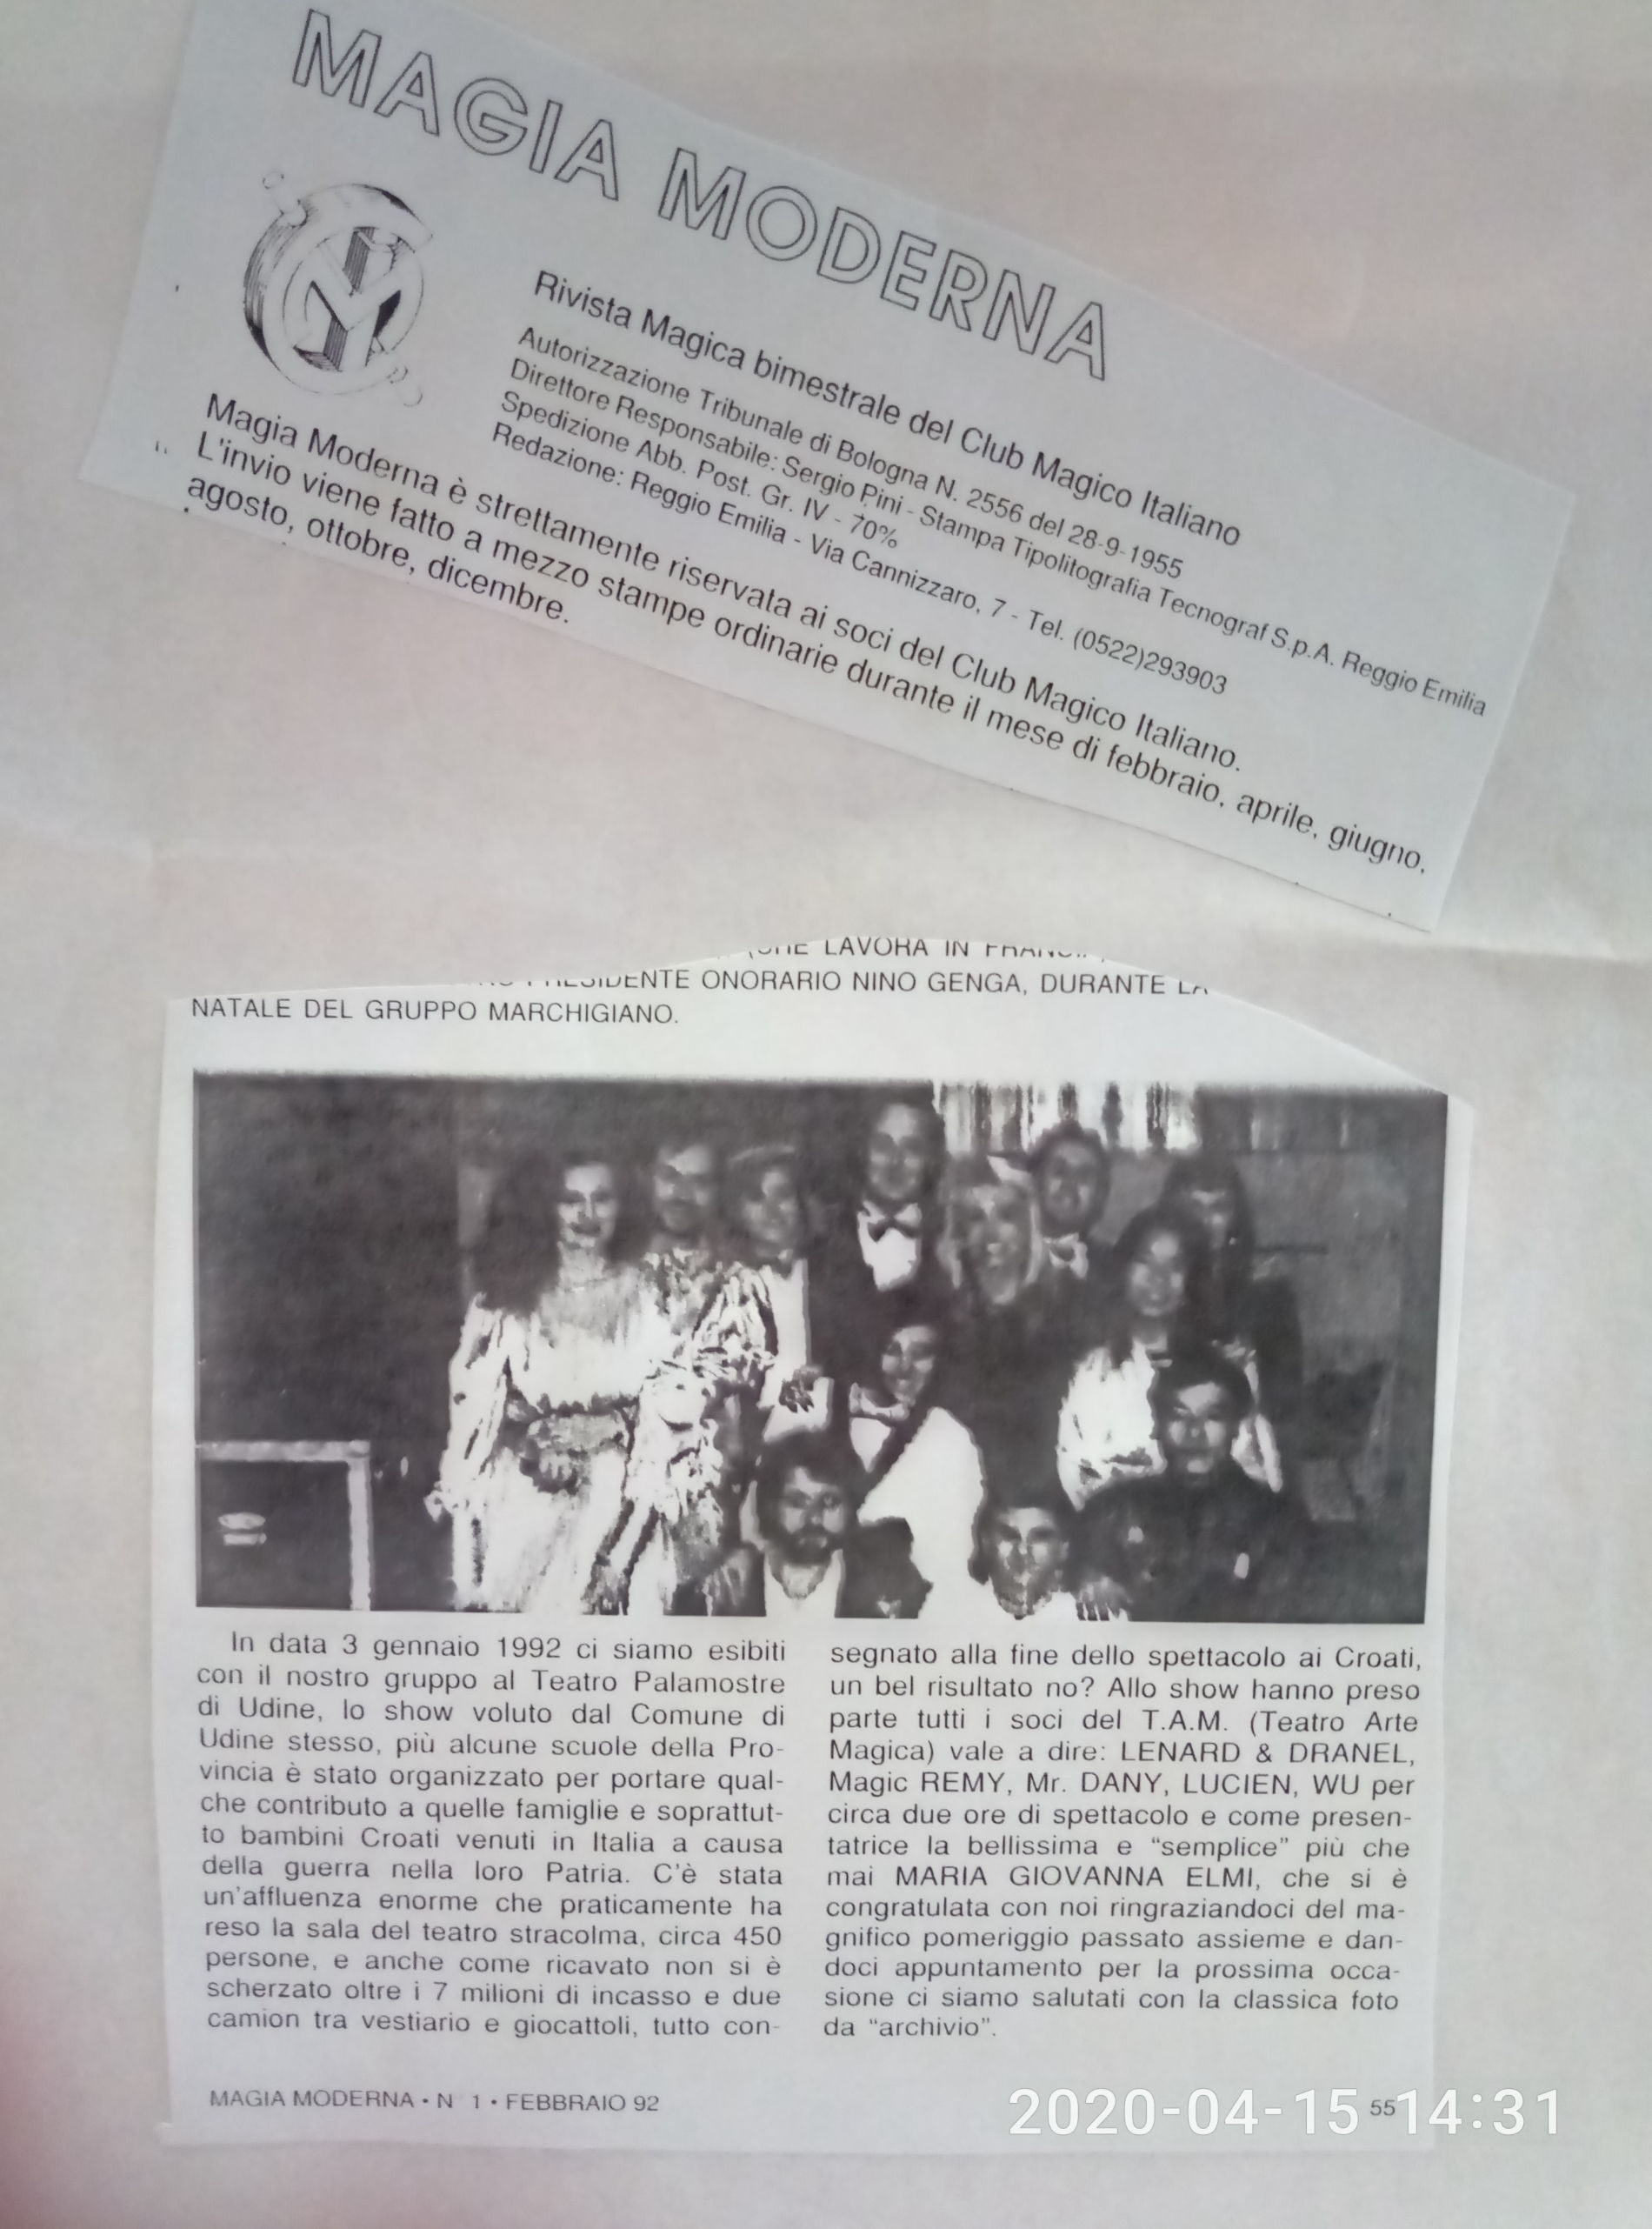 MAGIA MODERNA
Rivista Magica bimestrale del Club Magico Italiano
Autorizzazione Tribunale di Bologna N. 2556 del 28-9-1955
Direttore Responsabile: Sergio Pini - Stampa Tipolitografia Tecnograf S.p.A. Reggio Emilia
Spedizione Abb. Post. Gr. IV - 70%
Redazione: Reggio Emilia - Via Cannizzaro, 7 - Tel. (0522)293903
Magia Moderna è strettamente riservata ai soci del Club Magico Italiano.
L'invio viene fatto a mezzo stampe ordinarie durante il mese di febbraio, aprile, giugno,
agosto, ottobre, dicembre.
LAVORA IN
PRESIDENTE ONORARIO NINO GENGA, DURANTE
NATALE DEL GRUPPO MARCHIGIANO.
In data 3 gennaio 1992 ci siamo esibiti
con il nostro gruppo al Teatro Palamostre
di Udine, lo show voluto dal Comune di
Udine stesso, più alcune scuole della Pro-
vincia è stato organizzato per portare qual-
che contributo a quelle famiglie e soprattut-
to bambini Croati venuti in Italia a causa
della guerra nella loro Patria. C'è stata
un'affluenza enorme che praticamente ha
reso la sala del teatro stracolma, circa 450
persone, e anche come ricavato non si è
scherzato oltre i 7 milioni di incasso e due
camion tra vestiario e giocattoli, tutto con-
segnato alla fine dello spettacolo ai Croati,
un bel risultato no? Allo show hanno preso
parte tutti i soci del T.A.M. (Teatro Arte
Magica) vale a dire: LENARD & DRANEL,
Magic REMY, Mr. DANY, LUCIEN, WU per
circa due ore di spettacolo e come presen-
tatrice la bellissima e "semplice" più che
mai MARIA GIOVANNA ELMI, che si è
congratulata con noi ringraziandoci del ma-
gnifico pomeriggio passato assieme e dan-
doci appuntamento per la prossima occa-
sione ci siamo salutati con la classica foto
da "archivio".
MAGIA MODERNA • N 1 • FEBBRAIO 92
55
2020-04-15 14:31